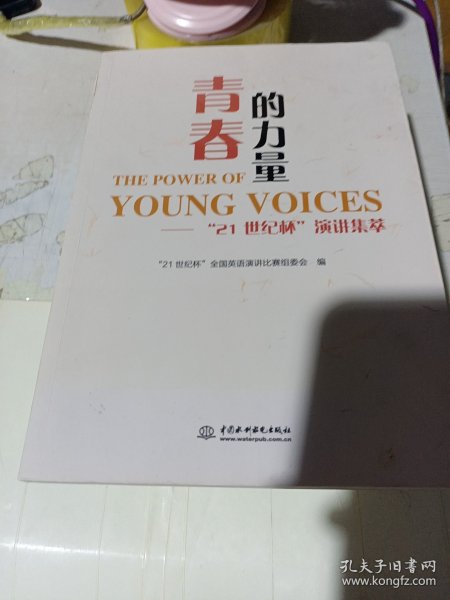 青春
的力量
THE POWER OF
YOUNG VOICES
——“21世纪杯”演讲集萃
“21世纪杯”全国英语演讲比赛组委会 编
中国水利水电出版社
www.waterpub.com.cn
孔夫子旧书网
www.kongfz.com